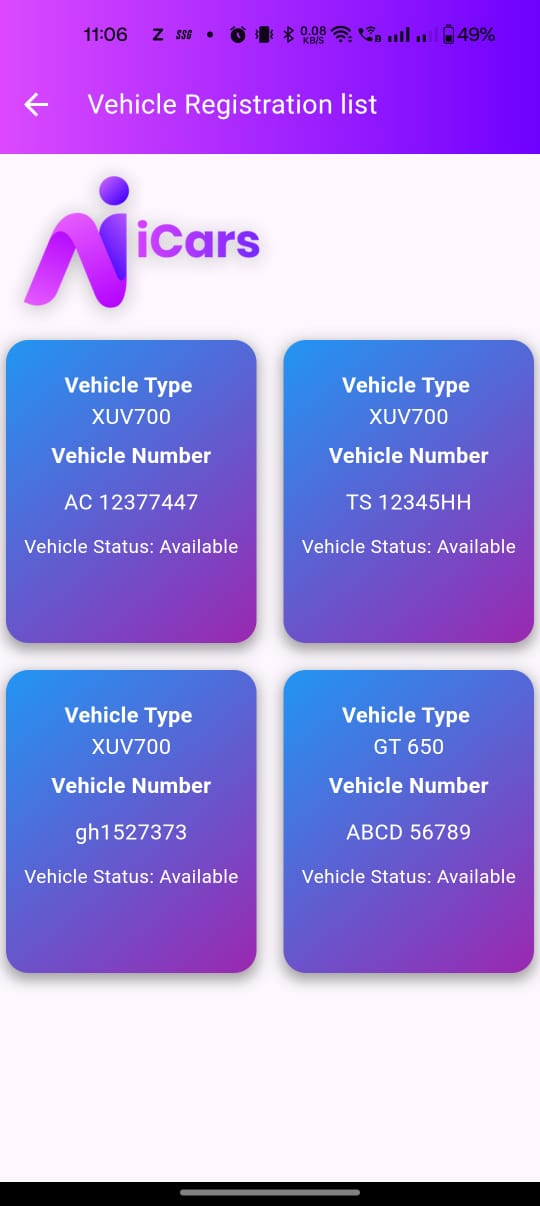 11:06 Z SSG 0.08 KB/S B 49%
Vehicle Registration list
iCars
Vehicle Type
XUV700
Vehicle Number
AC 12377447
Vehicle Status: Available
Vehicle Type
XUV700
Vehicle Number
TS 12345HH
Vehicle Status: Available
Vehicle Type
XUV700
Vehicle Number
gh1527373
Vehicle Status: Available
Vehicle Type
GT 650
Vehicle Number
ABCD 56789
Vehicle Status: Available